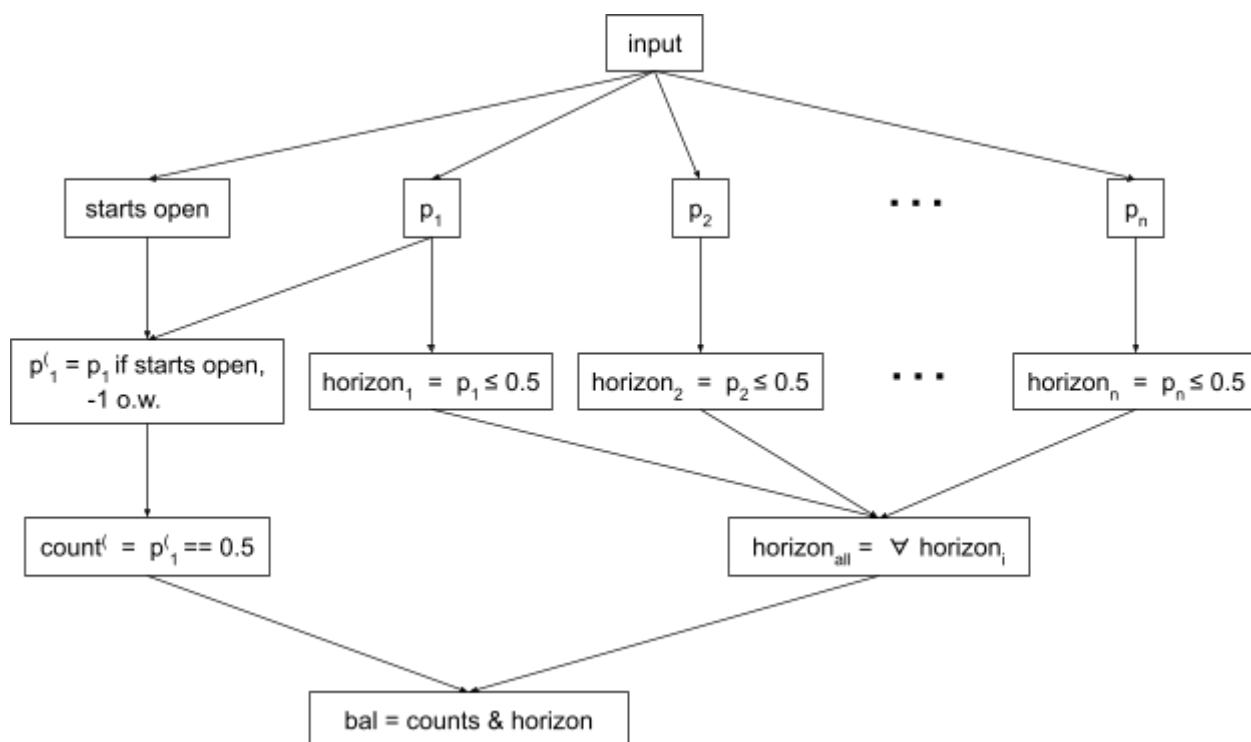 input
starts open
p₁
p₂
...
pₙ
p⁽₁ = p₁ if starts open,
-1 o.w.
horizon₁ = p₁ ≤ 0.5
horizon₂ = p₂ ≤ 0.5
...
horizonₙ = pₙ ≤ 0.5
count⁽ = p⁽₁ == 0.5
horizon_all = ∀ horizonᵢ
bal = counts & horizon